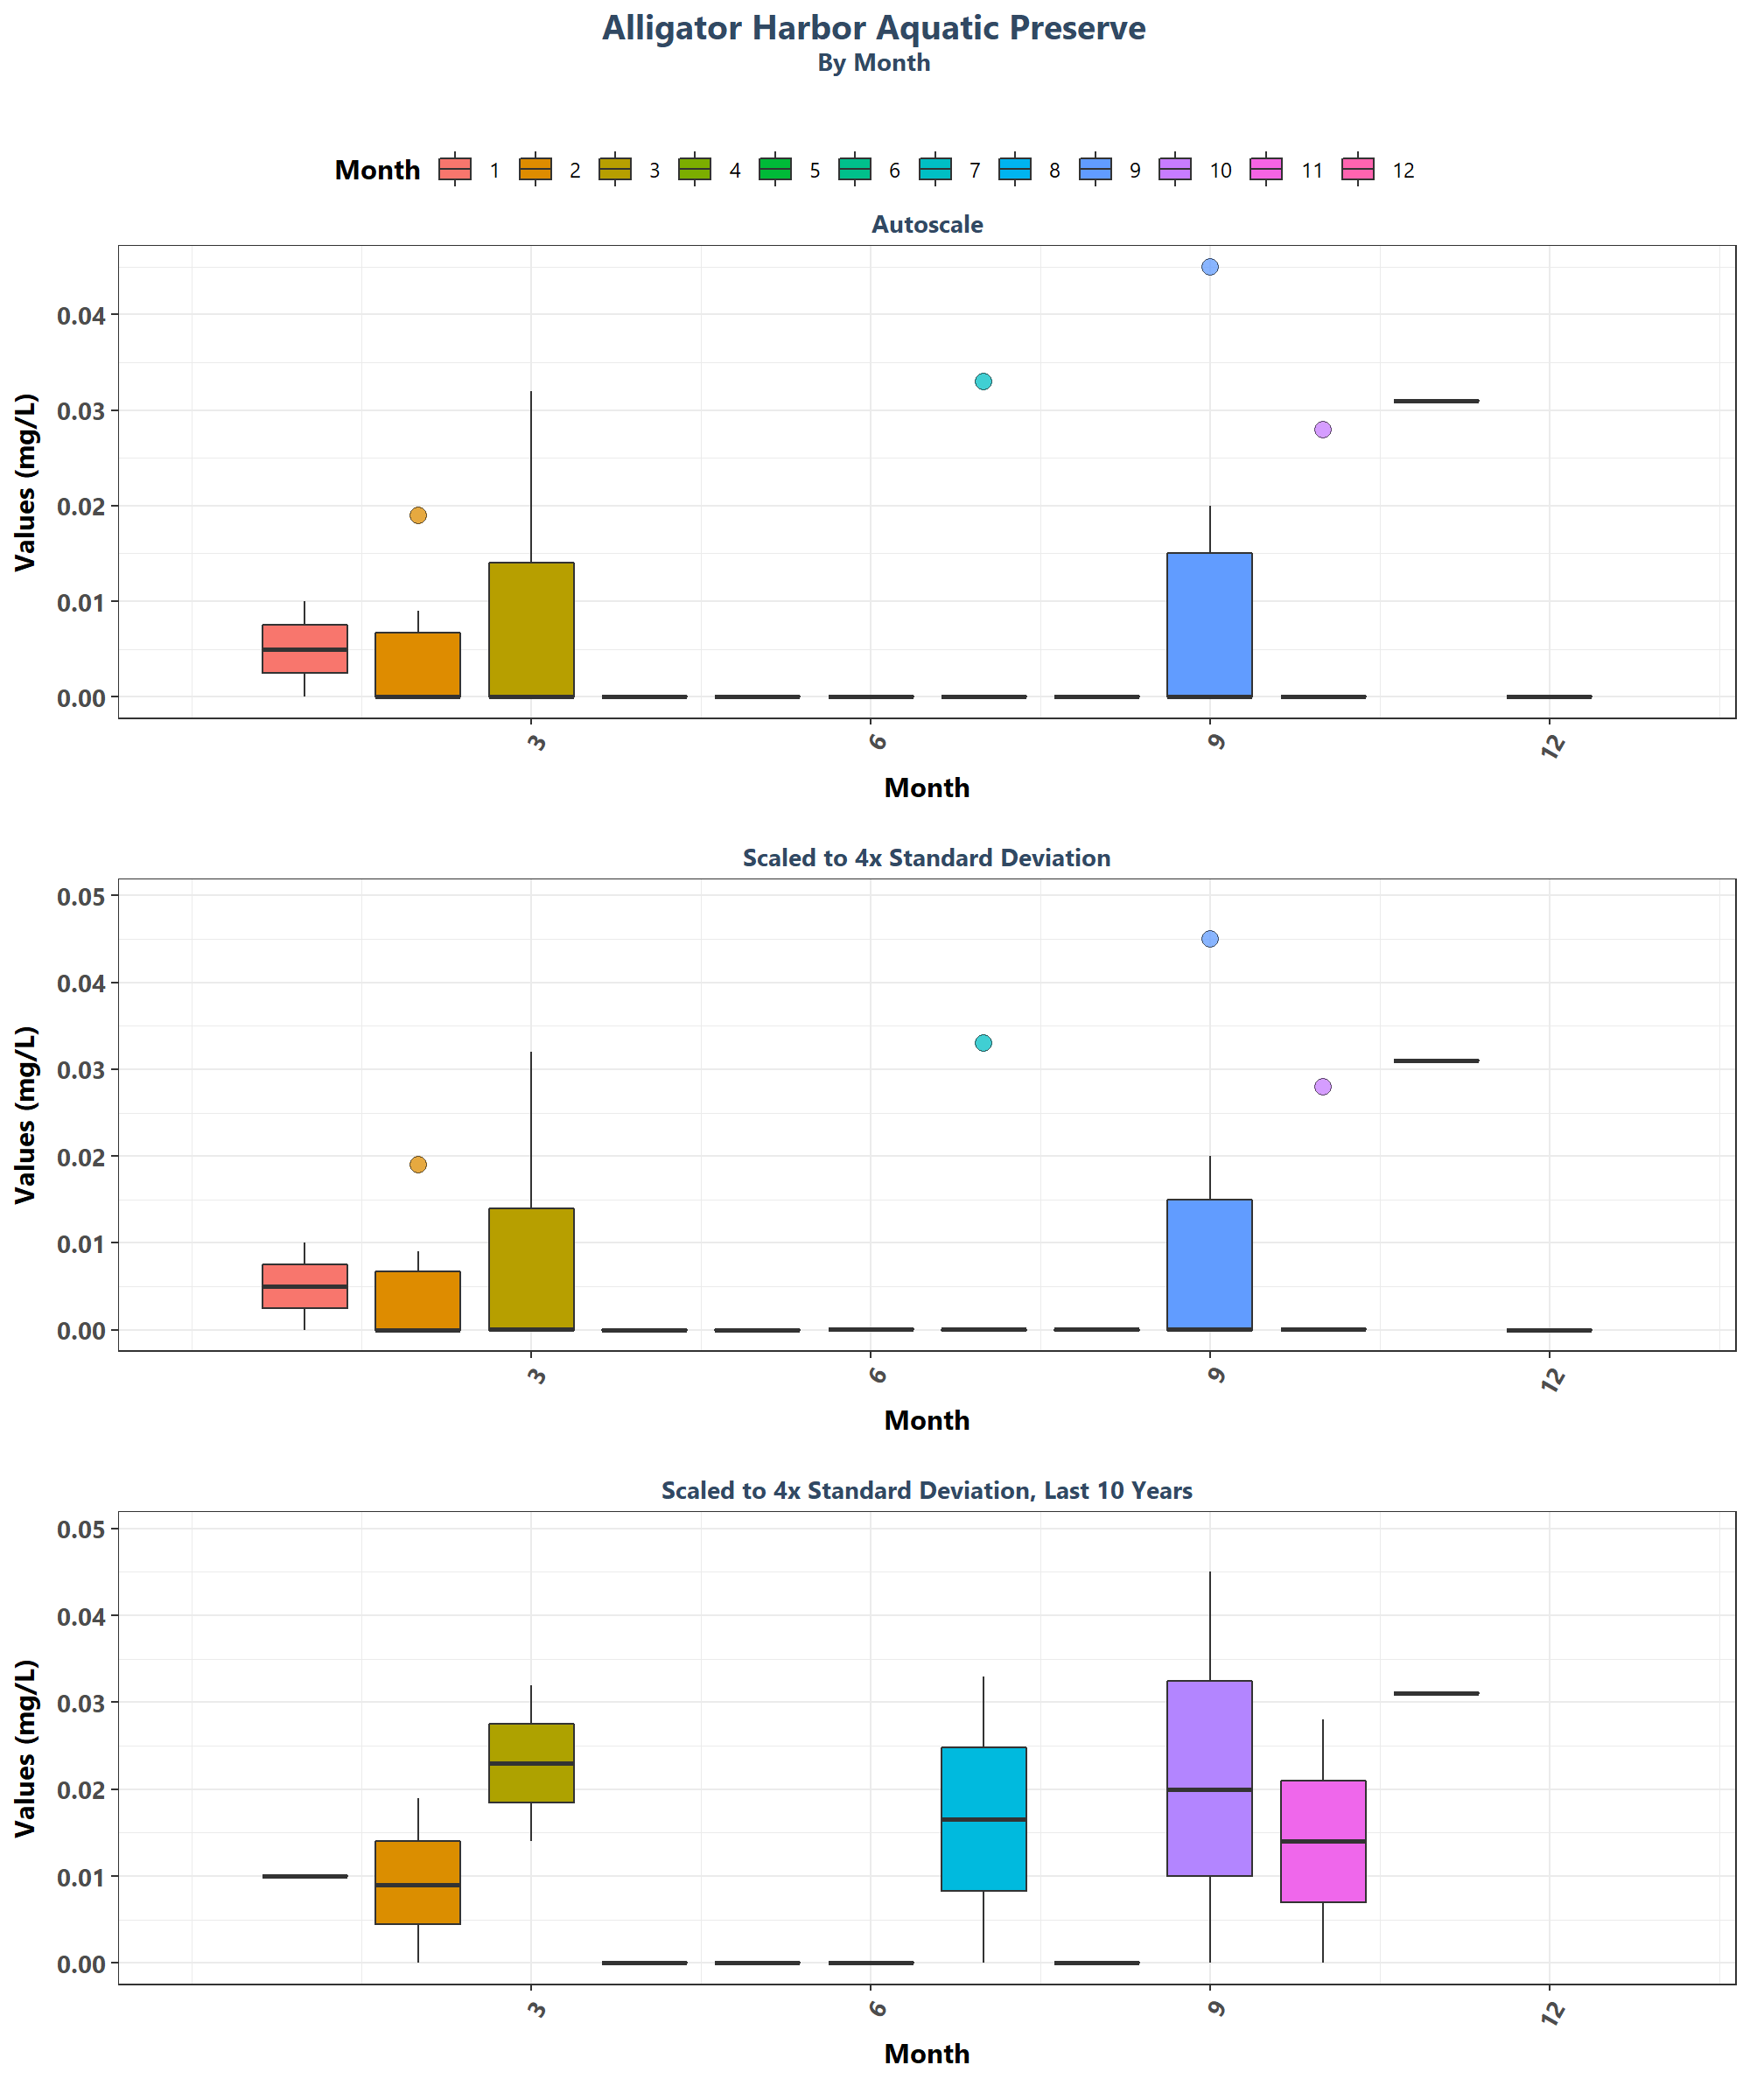 Alligator Harbor Aquatic Preserve
By Month
Month 1 2 3 4 5 6 7 8 9 10 11 12
Autoscale
Values (mg/L)
0.04
0.03
0.02
0.01
0.00
3 6 9 12
Month
Scaled to 4x Standard Deviation
Values (mg/L)
0.05
0.04
0.03
0.02
0.01
0.00
3 6 9 12
Month
Scaled to 4x Standard Deviation, Last 10 Years
Values (mg/L)
0.05
0.04
0.03
0.02
0.01
0.00
3 6 9 12
Month